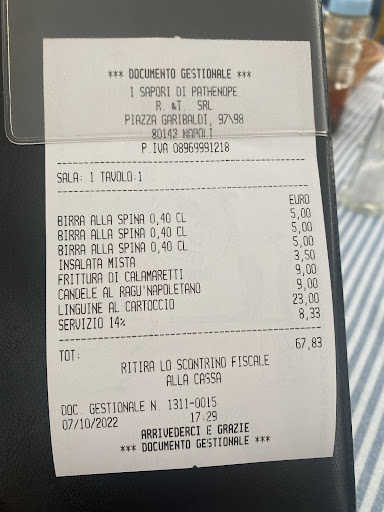 *** DOCUMENTO GESTIONALE ***
I SAPORI DI PATHENOPE
R. &T. SRL
PIAZZA GARIBALDI, 97\98
80142 NAPOLI
P.IVA 08969991218
SALA: 1 TAVOLO:1
EURO
BIRRA ALLA SPINA 0,40 CL 5,00
BIRRA ALLA SPINA 0,40 CL 5,00
BIRRA ALLA SPINA 0,40 CL 5,00
INSALATA MISTA 3,50
FRITTURA DI CALAMARETTI 9,00
CANDELE AL RAGU'NAPOLETANO 9,00
LINGUINE AL CARTOCCIO 23,00
SERVIZIO 14% 8,33
TOT: 67,83
RITIRA LO SCONTRINO FISCALE
ALLA CASSA
DOC. GESTIONALE N. 1311-0015
07/10/2022 17:29
ARRIVEDERCI E GRAZIE
*** DOCUMENTO GESTIONALE ***